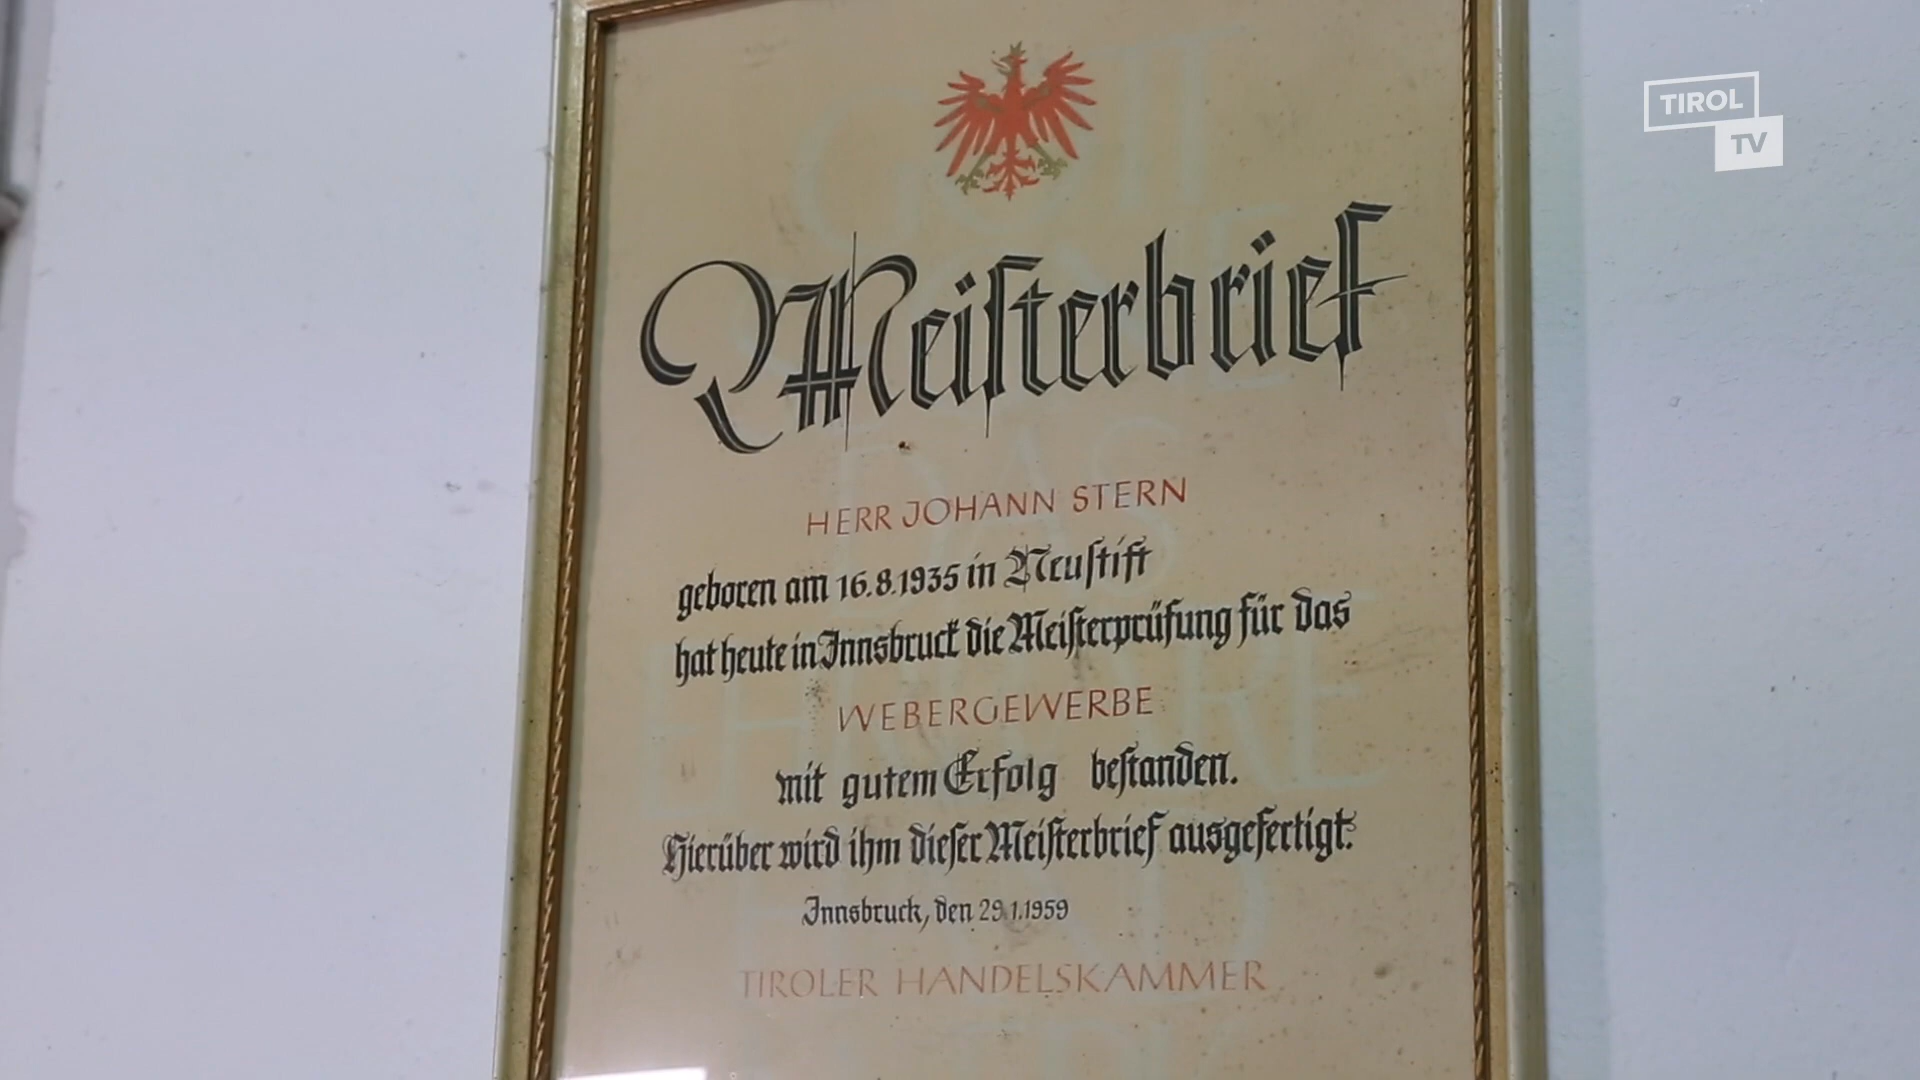 TIROL
TV
Meisterbrief
HERR JOHANN STERN
geboren am 16.8.1935 in Neustift
hat heute in Innsbruck die Meisterprüfung für das
WEBERGEWERBE
mit gutem Erfolg bestanden.
Hierüber wird ihm dieser Meisterbrief ausgefertigt.
Innsbruck, den 29.1.1959
TIROLER HANDELSKAMMER